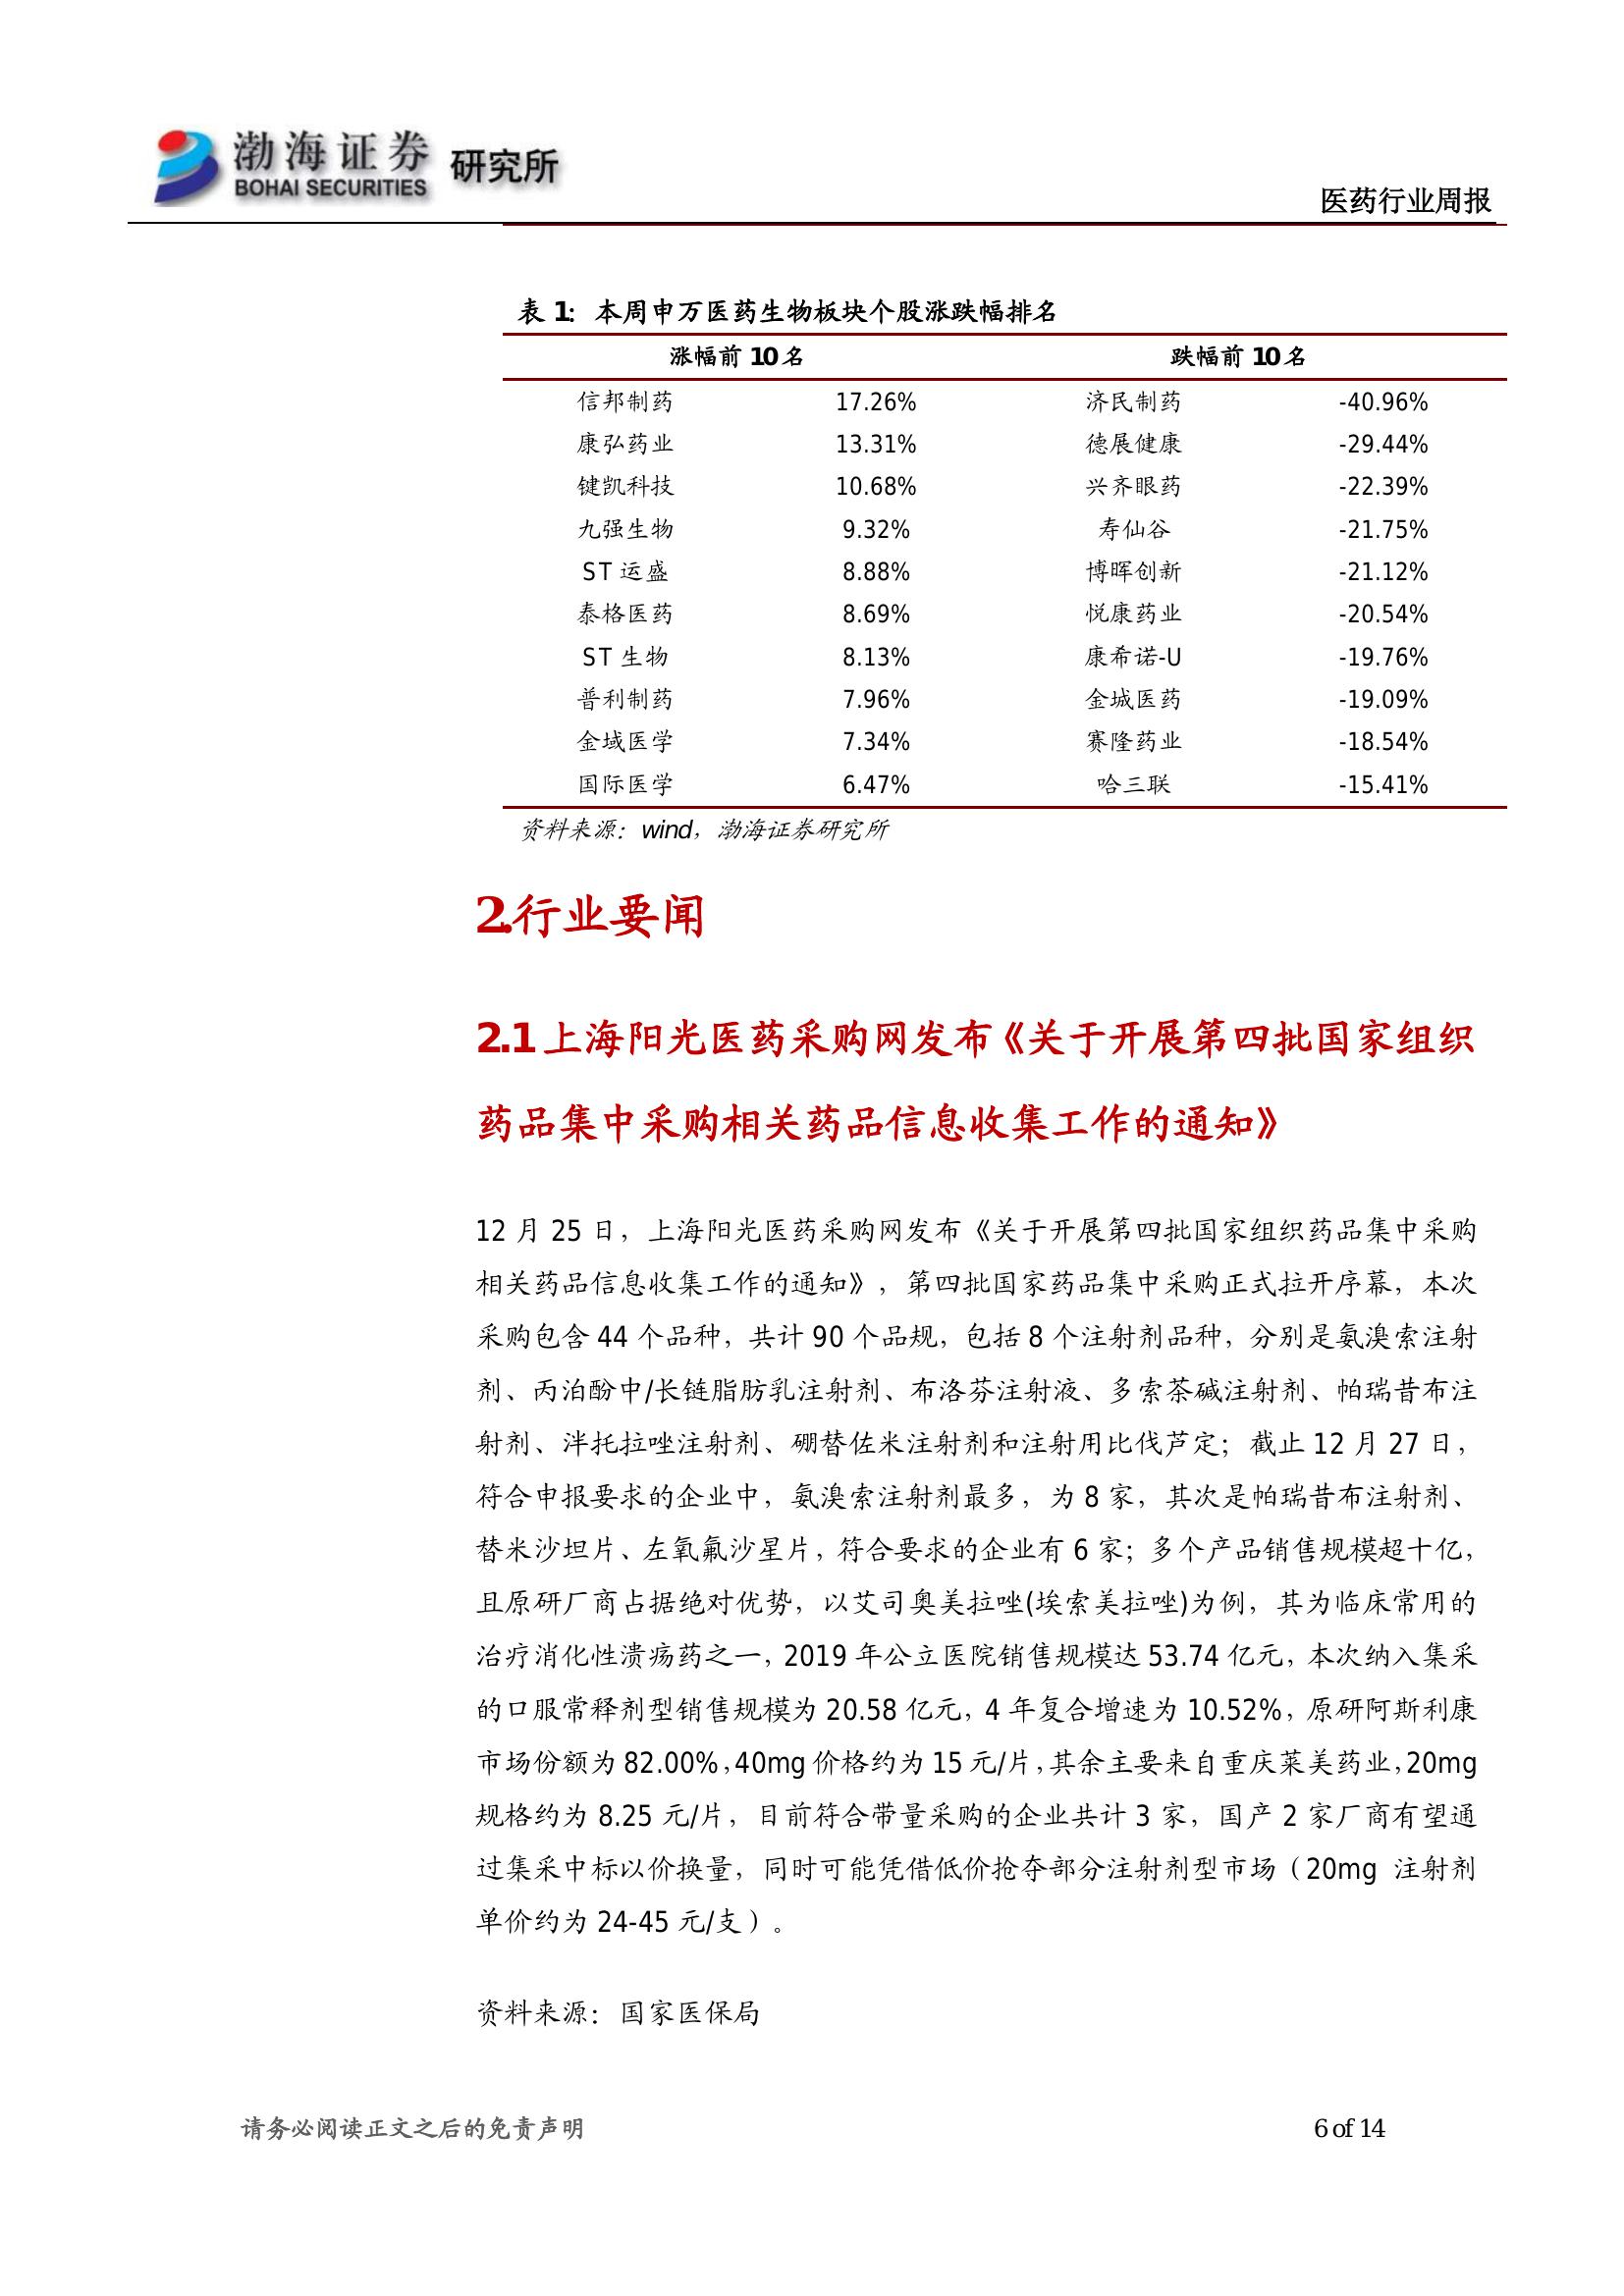 渤海证券 研究所
BOHAI SECURITIES
医药行业周报
表 1：本周申万医药生物板块个股涨跌幅排名
涨幅前 10 名 跌幅前 10 名
信邦制药 17.26% 济民制药 -40.96%
康弘药业 13.31% 德展健康 -29.44%
键凯科技 10.68% 兴齐眼药 -22.39%
九强生物 9.32% 寿仙谷 -21.75%
ST 运盛 8.88% 博晖创新 -21.12%
泰格医药 8.69% 悦康药业 -20.54%
ST 生物 8.13% 康希诺-U -19.76%
普利制药 7.96% 金城医药 -19.09%
金域医学 7.34% 赛隆药业 -18.54%
国际医学 6.47% 哈三联 -15.41%
资料来源：wind，渤海证券研究所
2.行业要闻
2.1 上海阳光医药采购网发布《关于开展第四批国家组织
药品集中采购相关药品信息收集工作的通知》
12 月 25 日，上海阳光医药采购网发布《关于开展第四批国家组织药品集中采购
相关药品信息收集工作的通知》，第四批国家药品集中采购正式拉开序幕，本次
采购包含 44 个品种，共计 90 个品规，包括 8 个注射剂品种，分别是氨溴索注射
剂、丙泊酚中/长链脂肪乳注射剂、布洛芬注射液、多索茶碱注射剂、帕瑞昔布注
射剂、泮托拉唑注射剂、硼替佐米注射剂和注射用比伐芦定；截止 12 月 27 日，
符合申报要求的企业中，氨溴索注射剂最多，为 8 家，其次是帕瑞昔布注射剂、
替米沙坦片、左氧氟沙星片，符合要求的企业有 6 家；多个产品销售规模超十亿，
且原研厂商占据绝对优势，以艾司奥美拉唑(埃索美拉唑)为例，其为临床常用的
治疗消化性溃疡药之一，2019 年公立医院销售规模达 53.74 亿元，本次纳入集采
的口服常释剂型销售规模为 20.58 亿元，4 年复合增速为 10.52%，原研阿斯利康
市场份额为 82.00%，40mg 价格约为 15 元/片，其余主要来自重庆莱美药业，20mg
规格约为 8.25 元/片，目前符合带量采购的企业共计 3 家，国产 2 家厂商有望通
过集采中标以价换量，同时可能凭借低价抢夺部分注射剂型市场（20mg 注射剂
单价约为 24-45 元/支）。
资料来源：国家医保局
请务必阅读正文之后的免责声明 6 of 14